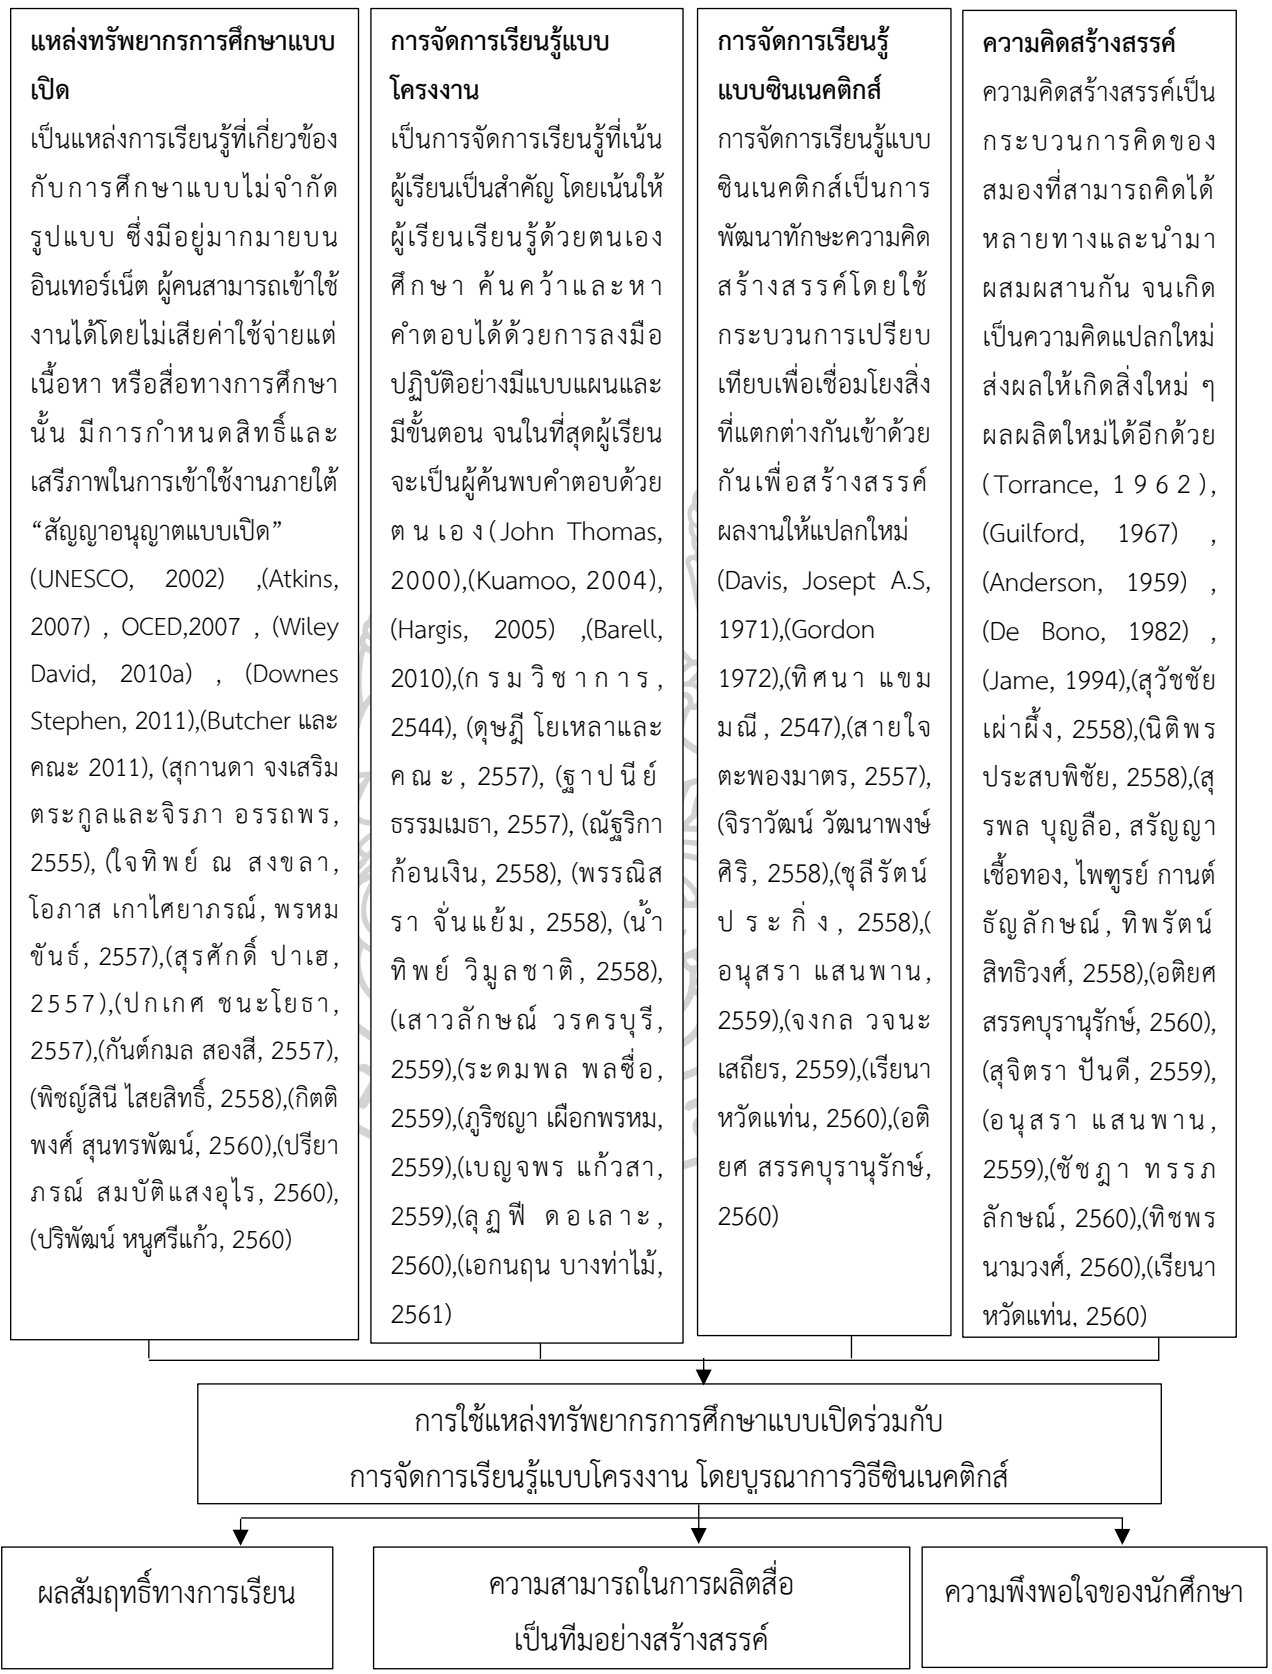 แหล่งทรัพยากรการศึกษาแบบ
เปิด
เป็นแหล่งการเรียนรู้ที่เกี่ยวข้อง
กับการศึกษาแบบไม่จำกัด
รูปแบบ ซึ่งมีอยู่มากมายบน
อินเทอร์เน็ต ผู้คนสามารถเข้าใช้
งานได้โดยไม่เสียค่าใช้จ่ายแต่
เนื้อหา หรือสื่อทางการศึกษา
นั้น มีการกำหนดสิทธิ์และ
เสรีภาพในการเข้าใช้งานภายใต้
“สัญญาอนุญาตแบบเปิด”
(UNESCO, 2002) ,(Atkins,
2007) , OCED,2007 , (Wiley
David, 2010a) , (Downes
Stephen, 2011),(Butcher และ
คณะ 2011), (สุกานดา จงเสริม
ตระกูลและจิรภา อรรถพร,
2555), (ใจทิพย์ ณ สงขลา,
โอภาส เกาไศยาภรณ์, พรหม
ขันธ์, 2557),(สุรศักดิ์ ปาเฮ,
2557),(ปกเกศ ชนะโยธา,
2557),(กันต์กมล สองสี, 2557),
(พิชญ์สินี ไสยสิทธิ์, 2558),(กิตติ
พงศ์ สุนทรพัฒน์, 2560),(ปรียา
ภรณ์ สมบัติแสงอุไร, 2560),
(ปริพัฒน์ หนูศรีแก้ว, 2560)
การจัดการเรียนรู้แบบ
โครงงาน
เป็นการจัดการเรียนรู้ที่เน้น
ผู้เรียนเป็นสำคัญ โดยเน้นให้
ผู้เรียนเรียนรู้ด้วยตนเอง
ศึกษา ค้นคว้าและหา
คำตอบได้ด้วยการลงมือ
ปฏิบัติอย่างมีแบบแผนและ
มีขั้นตอน จนในที่สุดผู้เรียน
จะเป็นผู้ค้นพบคำตอบด้วย
ตนเอง(John Thomas,
2000),(Kuamoo, 2004),
(Hargis, 2005) ,(Barell,
2010),(กรมวิชาการ,
2544), (ดุษฎี โยเหลาและ
คณะ, 2557), (ฐาปนีย์
ธรรมเมธา, 2557), (ณัฐริกา
ก้อนเงิน, 2558), (พรรณิส
รา จั่นแย้ม, 2558), (น้ำ
ทิพย์ วิมูลชาติ, 2558),
(เสาวลักษณ์ วรครบุรี,
2559),(ระดมพล พลซื่อ,
2559),(ภูริชญา เผือกพรหม,
2559),(เบญจพร แก้วสา,
2559),(ลุฏฟี ดอเลาะ,
2560),(เอกนฤน บางท่าไม้,
2561)
การจัดการเรียนรู้
แบบซินเนคติกส์
การจัดการเรียนรู้แบบ
ซินเนคติกส์เป็นการ
พัฒนาทักษะความคิด
สร้างสรรค์โดยใช้
กระบวนการเปรียบ
เทียบเพื่อเชื่อมโยงสิ่ง
ที่แตกต่างกันเข้าด้วย
กันเพื่อสร้างสรรค์
ผลงานให้แปลกใหม่
(Davis, Josept A.S,
1971),(Gordon
1972),(ทิศนา แขม
มณี, 2547),(สายใจ
ตะพองมาตร, 2557),
(จิราวัฒน์ วัฒนาพงษ์
ศิริ, 2558),(ชุลีรัตน์
ประกิ่ง, 2558),(
อนุสรา แสนพาน,
2559),(จงกล วจนะ
เสถียร, 2559),(เรียนา
หวัดแท่น, 2560),(อติ
ยศ สรรคบุรานุรักษ์,
2560)
ความคิดสร้างสรรค์
ความคิดสร้างสรรค์เป็น
กระบวนการคิดของ
สมองที่สามารถคิดได้
หลายทางและนำมา
ผสมผสานกัน จนเกิด
เป็นความคิดแปลกใหม่
ส่งผลให้เกิดสิ่งใหม่ ๆ
ผลผลิตใหม่ได้อีกด้วย
(Torrance, 1962),
(Guilford, 1967) ,
(Anderson, 1959) ,
(De Bono, 1982) ,
(Jame, 1994),(สุวัชชัย
เผ่าผึ้ง, 2558),(นิติพร
ประสบพิชัย, 2558),(สุ
รพล บุญลือ, สรัญญา
เชื้อทอง, ไพฑูรย์ กานต์
ธัญลักษณ์, ทิพรัตน์
สิทธิวงศ์, 2558),(อติยศ
สรรคบุรานุรักษ์, 2560),
(สุจิตรา ปันดี, 2559),
(อนุสรา แสนพาน,
2559),(ชัชฎา ทรรภ
ลักษณ์, 2560),(ทิชพร
นามวงศ์, 2560),(เรียนา
หวัดแท่น, 2560)
การใช้แหล่งทรัพยากรการศึกษาแบบเปิดร่วมกับ
การจัดการเรียนรู้แบบโครงงาน โดยบูรณาการวิธีซินเนคติกส์
ผลสัมฤทธิ์ทางการเรียน
ความสามารถในการผลิตสื่อ
เป็นทีมอย่างสร้างสรรค์
ความพึงพอใจของนักศึกษา